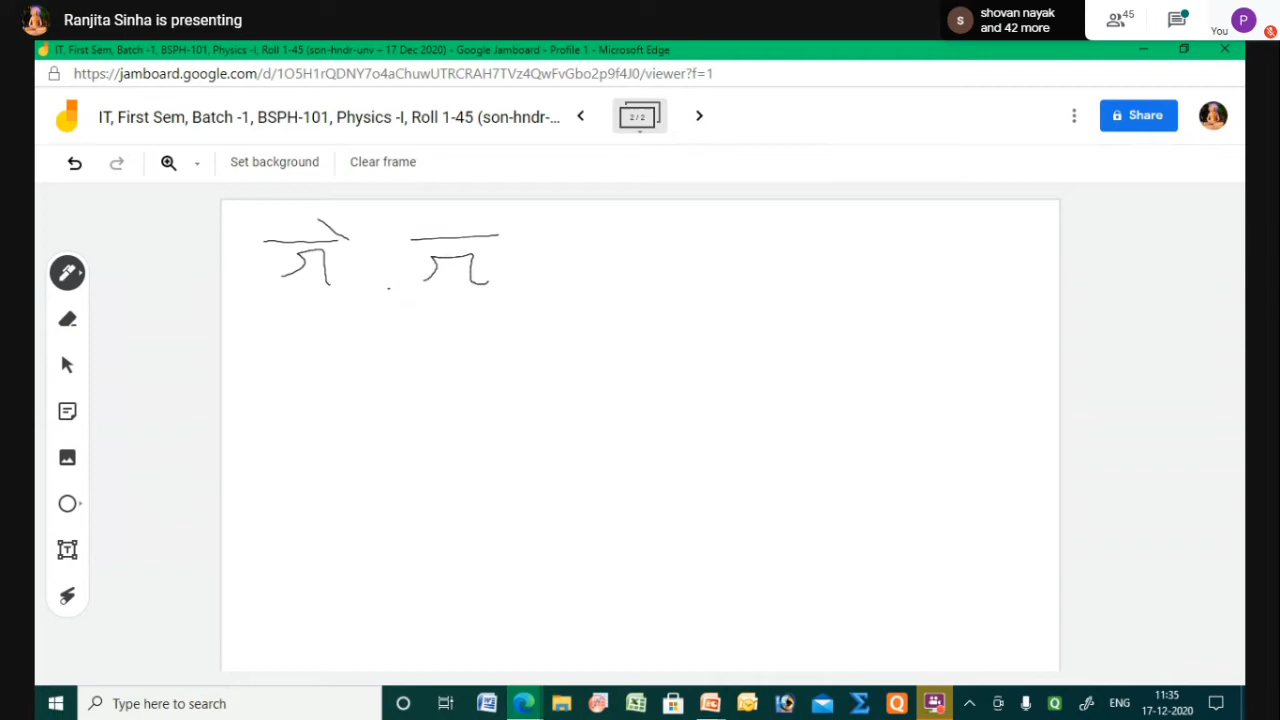 Ranjita Sinha is presenting
s
shovan nayak
and 42 more
45
You
P
IT, First Sem, Batch -1, BSPH-101, Physics -I, Roll 1-45 (son-hndr-unv – 17 Dec 2020) - Google Jamboard – Profile 1 - Microsoft Edge
https://jamboard.google.com/d/1O5H1rQDNY7o4aChuwUTRCRAH7TVz4QwFvGbo2p9f4J0/viewer?f=1
IT, First Sem, Batch -1, BSPH-101, Physics -I, Roll 1-45 (son-hndr-...
2 / 2
Share
Set background
Clear frame
Type here to search
ENG
11:35
17-12-2020